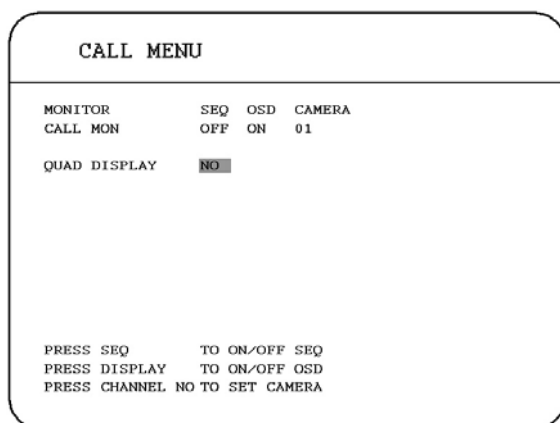 CALL MENU
MONITOR SEQ OSD CAMERA
CALL MON OFF ON 01
QUAD DISPLAY NO
PRESS SEQ TO ON/OFF SEQ
PRESS DISPLAY TO ON/OFF OSD
PRESS CHANNEL NO TO SET CAMERA